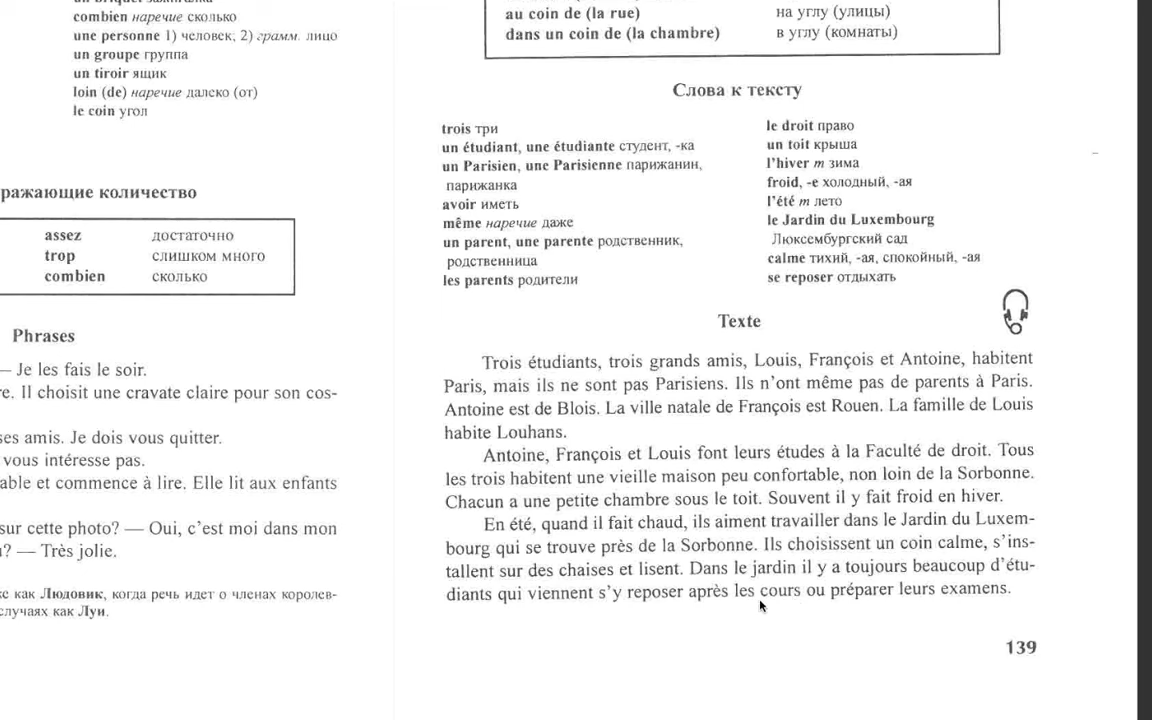 combien наречие сколько
une personne 1) человек; 2) грамм. лицо
un groupe группа
un tiroir ящик
loin (de) наречие далеко (от)
le coin угол
ражающие количество
assez достаточно
trop слишком много
combien сколько
Phrases
— Je les fais le soir.
re. Il choisit une cravate claire pour son cos-
ses amis. Je dois vous quitter.
vous intéresse pas.
able et commence à lire. Elle lit aux enfants
sur cette photo? — Oui, c’est moi dans mon
? — Très jolie.
же как Людовик, когда речь идет о членах королев-
случаях как Луи.
au coin de (la rue) на углу (улицы)
dans un coin de (la chambre) в углу (комнаты)
Слова к тексту
trois три
un étudiant, une étudiante студент, -ка
un Parisien, une Parisienne парижанин,
парижанка
avoir иметь
même наречие даже
un parent, une parente родственник,
родственница
les parents родители
le droit право
un toit крыша
l’hiver m зима
froid, -e холодный, -ая
l’été m лето
le Jardin du Luxembourg
Люксембургский сад
calme тихий, -ая, спокойный, -ая
se reposer отдыхать
Texte
Trois étudiants, trois grands amis, Louis, François et Antoine, habitent
Paris, mais ils ne sont pas Parisiens. Ils n’ont même pas de parents à Paris.
Antoine est de Blois. La ville natale de François est Rouen. La famille de Louis
habite Louhans.
Antoine, François et Louis font leurs études à la Faculté de droit. Tous
les trois habitent une vieille maison peu confortable, non loin de la Sorbonne.
Chacun a une petite chambre sous le toit. Souvent il y fait froid en hiver.
En été, quand il fait chaud, ils aiment travailler dans le Jardin du Luxem-
bourg qui se trouve près de la Sorbonne. Ils choisissent un coin calme, s’ins-
tallent sur des chaises et lisent. Dans le jardin il y a toujours beaucoup d’étu-
diants qui viennent s’y reposer après les cours ou préparer leurs examens.
139